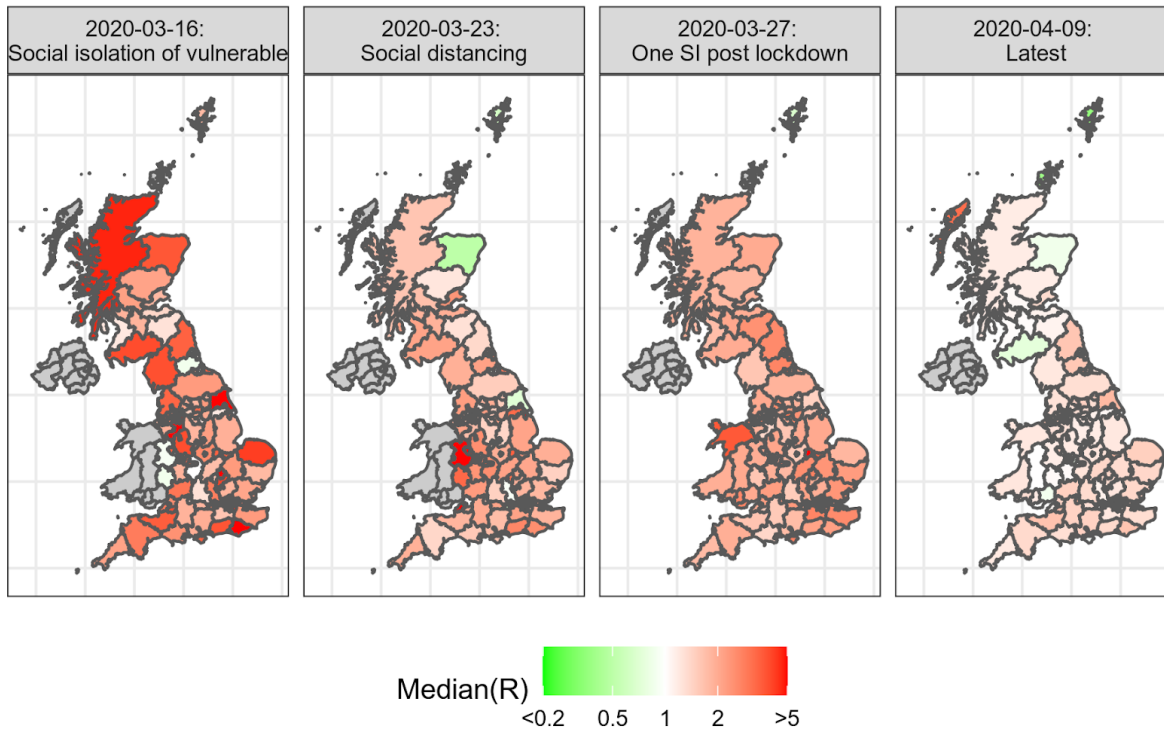 2020-03-16:
Social isolation of vulnerable
2020-03-23:
Social distancing
2020-03-27:
One SI post lockdown
2020-04-09:
Latest
Median(R)
<0.2 0.5 1 2 >5